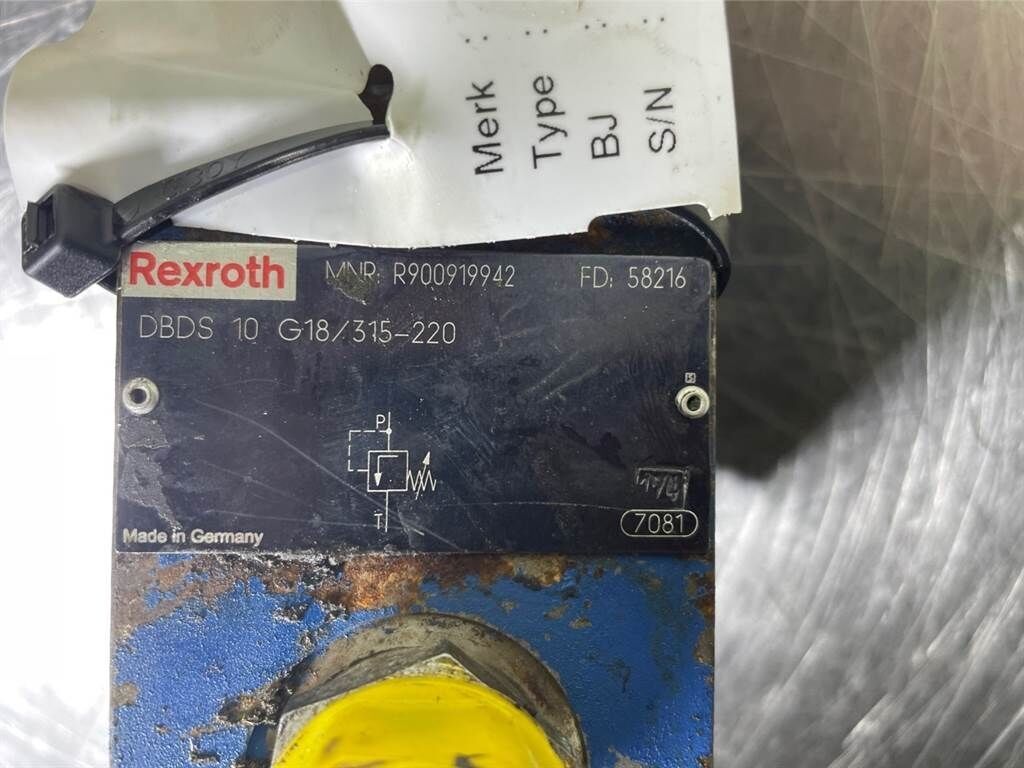 Merk :
Type :
BJ :
S/N :
Rexroth MNR: R900919942 FD: 58216
DBDS 10 G18/315-220
P
T
7081
Made in Germany